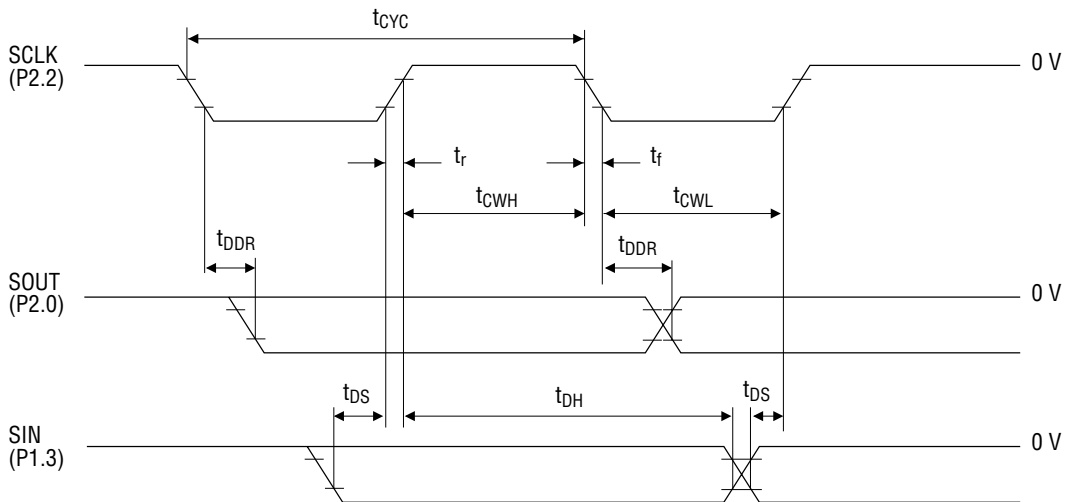 tCYC
SCLK
(P2.2)
0 V
tr
tf
tCWH
tCWL
tDDR
tDDR
SOUT
(P2.0)
0 V
tDS
tDH
tDS
SIN
(P1.3)
0 V